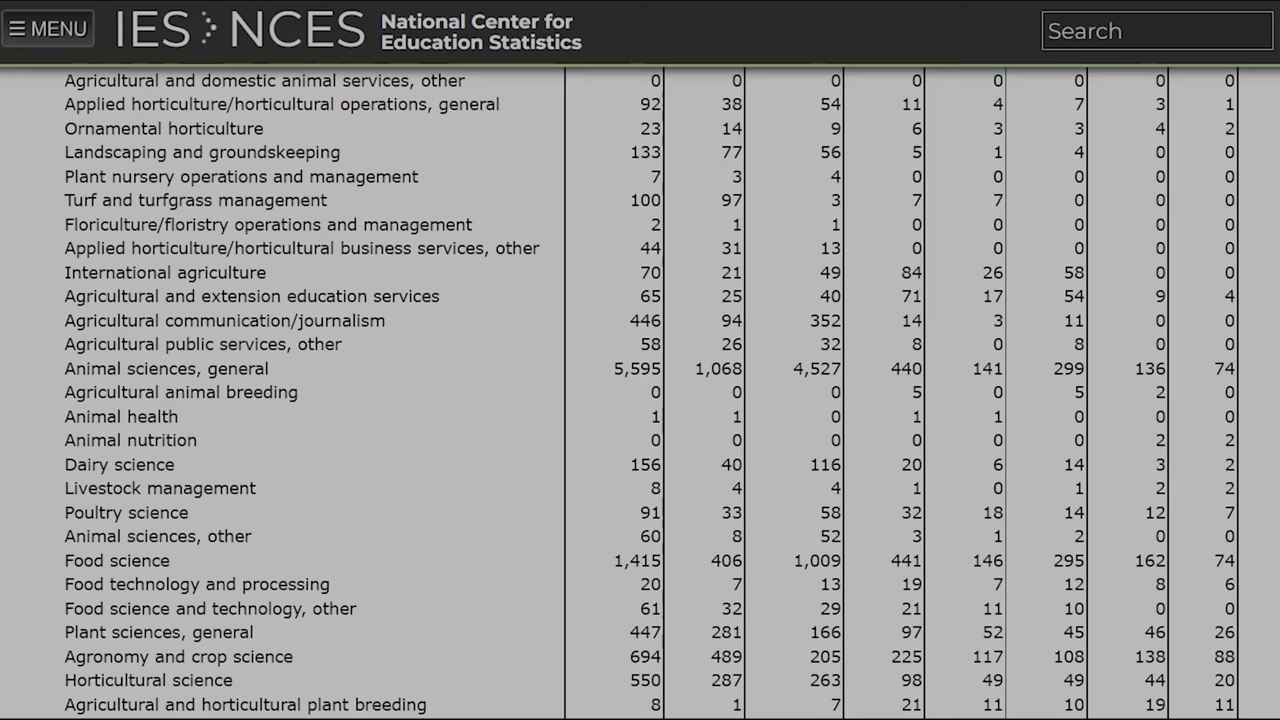 ☰ MENU IES NCES National Center for Education Statistics Search
Agricultural and domestic animal services, other 0 0 0 0 0 0 0 0
Applied horticulture/horticultural operations, general 92 38 54 11 4 7 3 1
Ornamental horticulture 23 14 9 6 3 3 4 2
Landscaping and groundskeeping 133 77 56 5 1 4 0 0
Plant nursery operations and management 7 3 4 0 0 0 0 0
Turf and turfgrass management 100 97 3 7 7 0 0 0
Floriculture/floristry operations and management 2 1 1 0 0 0 0 0
Applied horticulture/horticultural business services, other 44 31 13 0 0 0 0 0
International agriculture 70 21 49 84 26 58 0 0
Agricultural and extension education services 65 25 40 71 17 54 9 4
Agricultural communication/journalism 446 94 352 14 3 11 0 0
Agricultural public services, other 58 26 32 8 0 8 0 0
Animal sciences, general 5,595 1,068 4,527 440 141 299 136 74
Agricultural animal breeding 0 0 0 5 0 5 2 0
Animal health 1 1 0 1 1 0 0 0
Animal nutrition 0 0 0 0 0 0 2 2
Dairy science 156 40 116 20 6 14 3 2
Livestock management 8 4 4 1 0 1 2 2
Poultry science 91 33 58 32 18 14 12 7
Animal sciences, other 60 8 52 3 1 2 0 0
Food science 1,415 406 1,009 441 146 295 162 74
Food technology and processing 20 7 13 19 7 12 8 6
Food science and technology, other 61 32 29 21 11 10 0 0
Plant sciences, general 447 281 166 97 52 45 46 26
Agronomy and crop science 694 489 205 225 117 108 138 88
Horticultural science 550 287 263 98 49 49 44 20
Agricultural and horticultural plant breeding 8 1 7 21 11 10 19 11